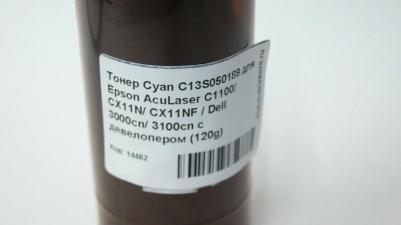 Тонер Cyan C13S050189 для
Epson AcuLaser C1100/
CX11N/ CX11NF / Dell
3000cn/ 3100cn с
девелопером (120g)
Код: 14462